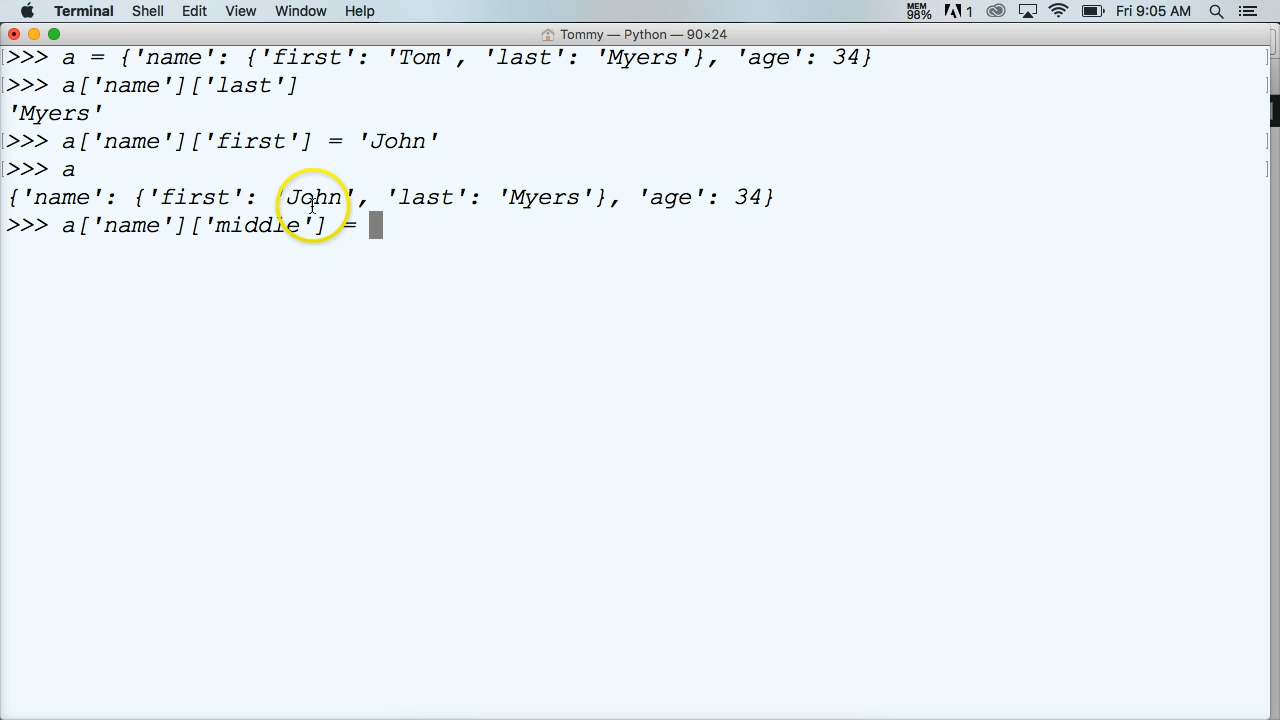 Terminal Shell Edit View Window Help MEM 98% 1 Fri 9:05 AM
Tommy — Python — 90×24
>>> a = {'name': {'first': 'Tom', 'last': 'Myers'}, 'age': 34}
>>> a['name']['last']
'Myers'
>>> a['name']['first'] = 'John'
>>> a
{'name': {'first': 'John', 'last': 'Myers'}, 'age': 34}
>>> a['name']['middle'] =